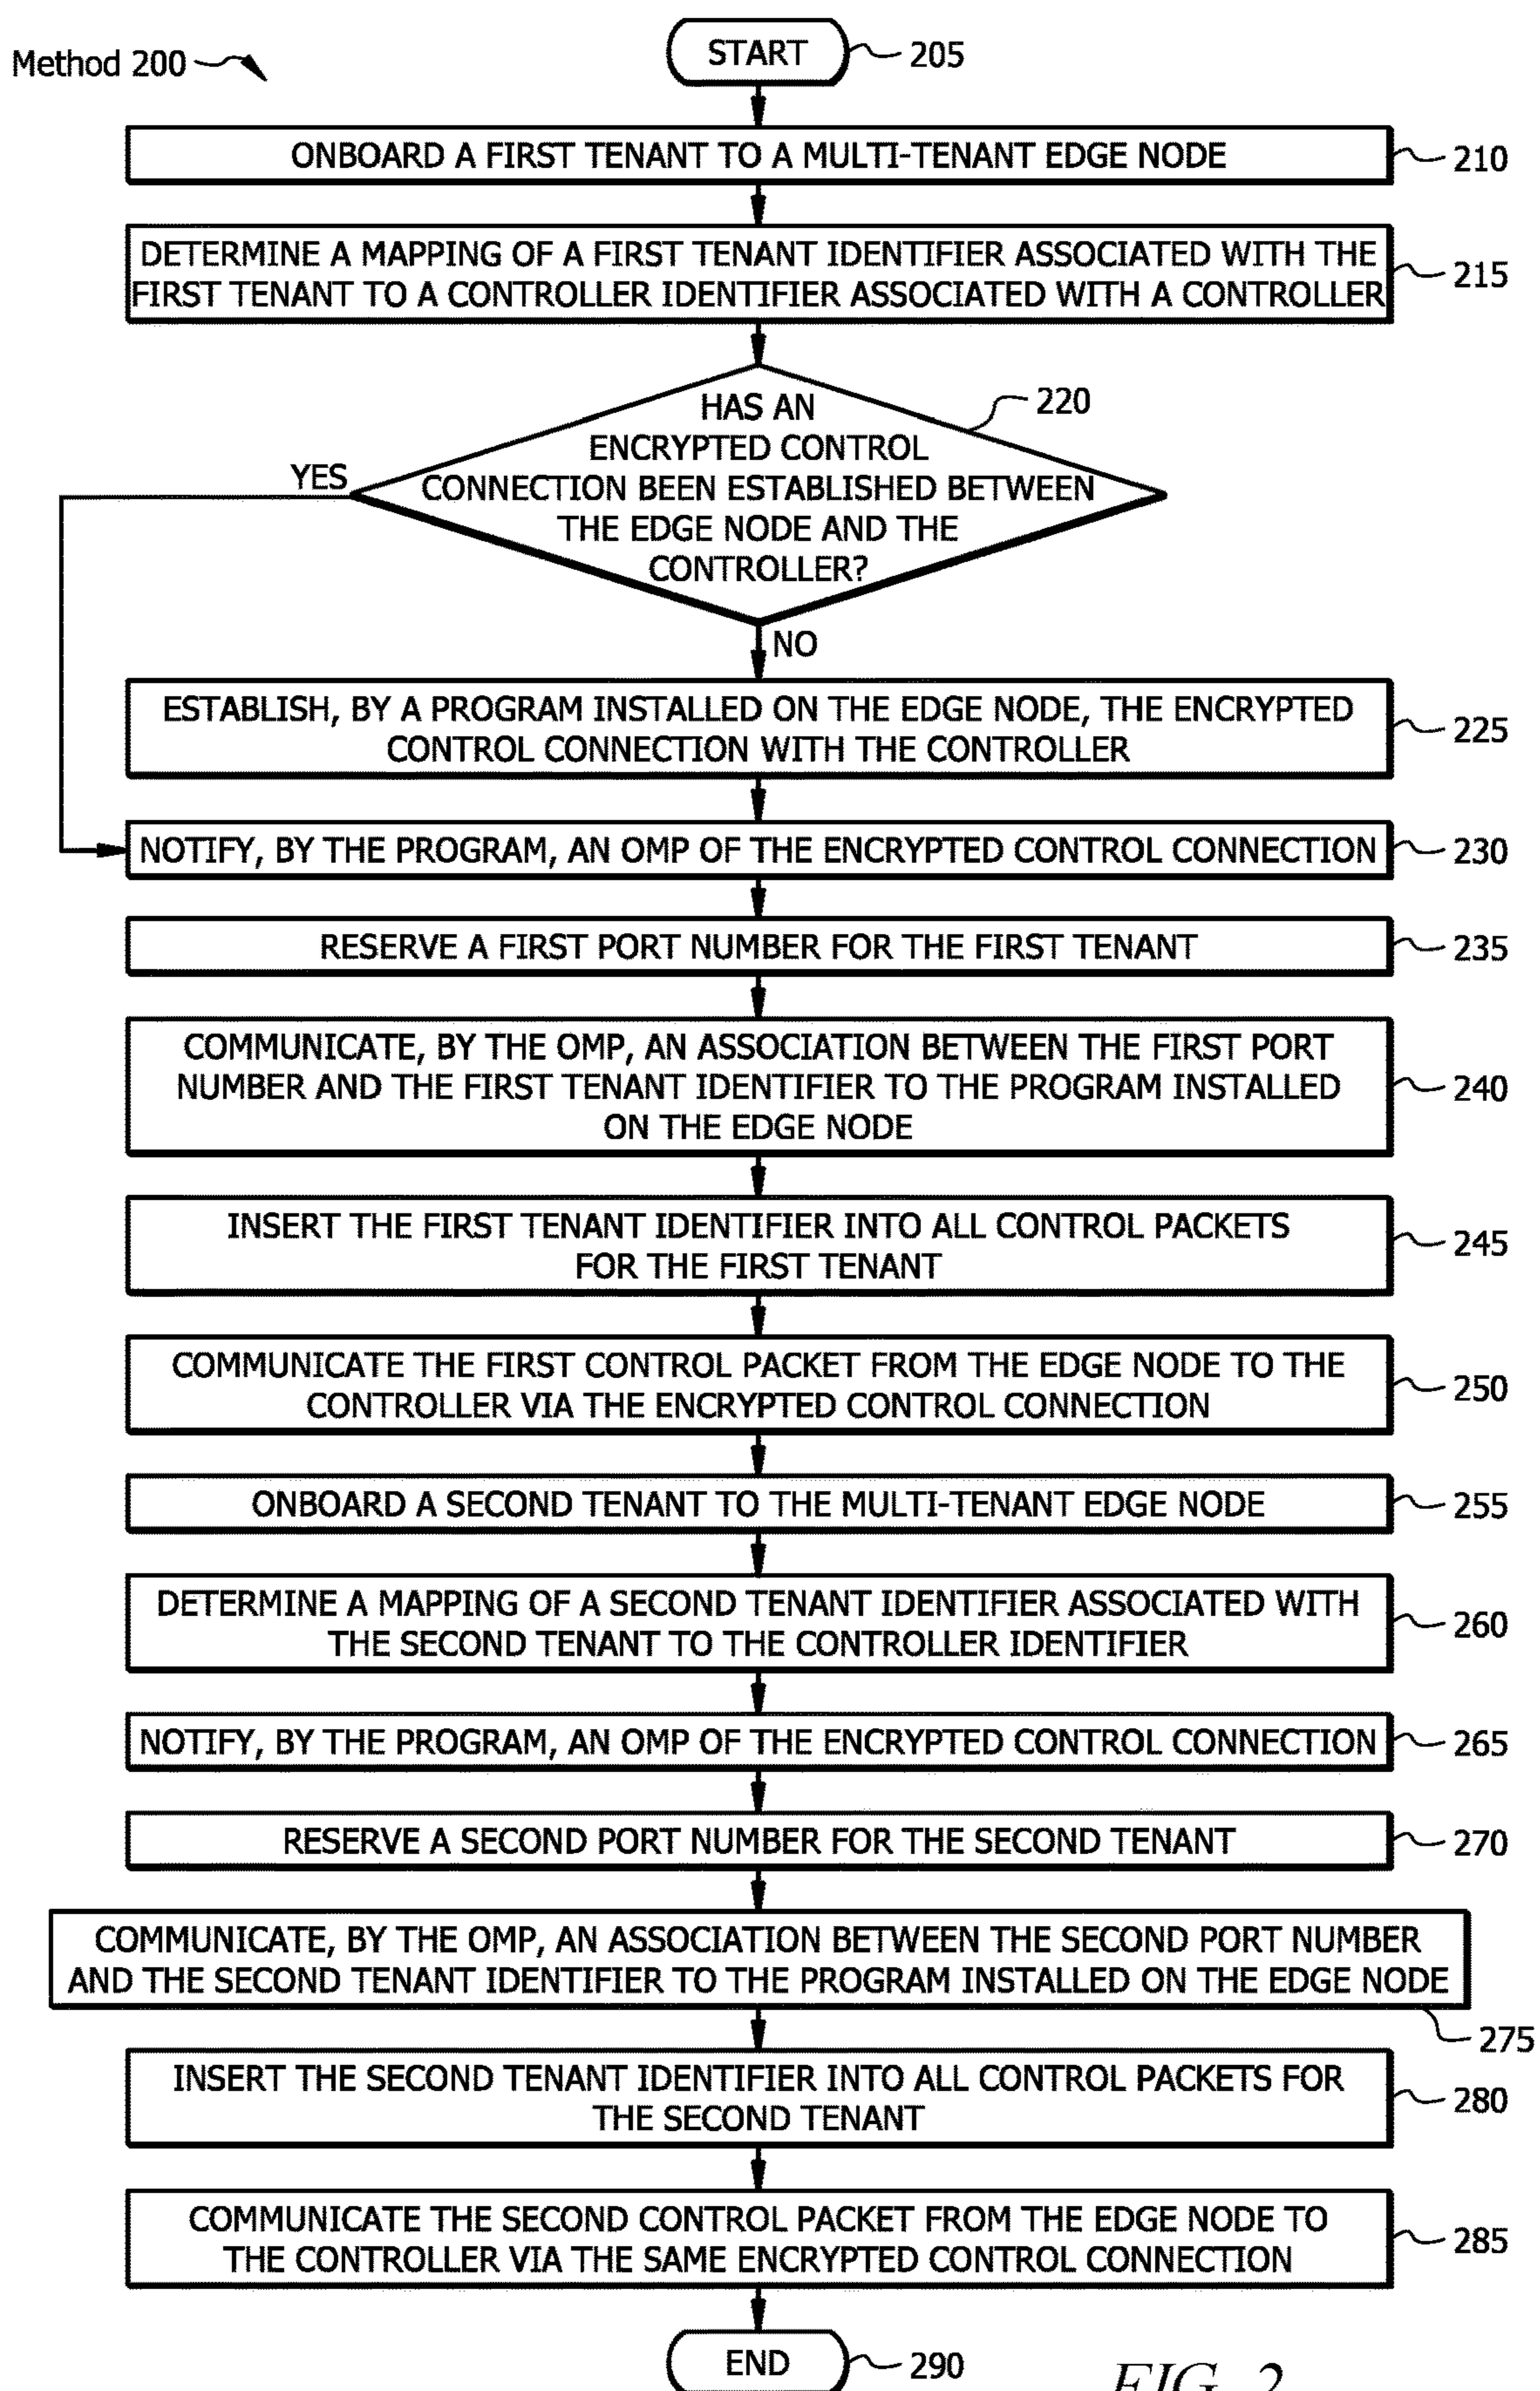 Method 200
START
205
ONBOARD A FIRST TENANT TO A MULTI-TENANT EDGE NODE
210
DETERMINE A MAPPING OF A FIRST TENANT IDENTIFIER ASSOCIATED WITH THE
FIRST TENANT TO A CONTROLLER IDENTIFIER ASSOCIATED WITH A CONTROLLER
215
HAS AN
ENCRYPTED CONTROL
CONNECTION BEEN ESTABLISHED BETWEEN
THE EDGE NODE AND THE
CONTROLLER?
220
YES
NO
ESTABLISH, BY A PROGRAM INSTALLED ON THE EDGE NODE, THE ENCRYPTED
CONTROL CONNECTION WITH THE CONTROLLER
225
NOTIFY, BY THE PROGRAM, AN OMP OF THE ENCRYPTED CONTROL CONNECTION
230
RESERVE A FIRST PORT NUMBER FOR THE FIRST TENANT
235
COMMUNICATE, BY THE OMP, AN ASSOCIATION BETWEEN THE FIRST PORT
NUMBER AND THE FIRST TENANT IDENTIFIER TO THE PROGRAM INSTALLED
ON THE EDGE NODE
240
INSERT THE FIRST TENANT IDENTIFIER INTO ALL CONTROL PACKETS
FOR THE FIRST TENANT
245
COMMUNICATE THE FIRST CONTROL PACKET FROM THE EDGE NODE TO THE
CONTROLLER VIA THE ENCRYPTED CONTROL CONNECTION
250
ONBOARD A SECOND TENANT TO THE MULTI-TENANT EDGE NODE
255
DETERMINE A MAPPING OF A SECOND TENANT IDENTIFIER ASSOCIATED WITH
THE SECOND TENANT TO THE CONTROLLER IDENTIFIER
260
NOTIFY, BY THE PROGRAM, AN OMP OF THE ENCRYPTED CONTROL CONNECTION
265
RESERVE A SECOND PORT NUMBER FOR THE SECOND TENANT
270
COMMUNICATE, BY THE OMP, AN ASSOCIATION BETWEEN THE SECOND PORT NUMBER
AND THE SECOND TENANT IDENTIFIER TO THE PROGRAM INSTALLED ON THE EDGE NODE
275
INSERT THE SECOND TENANT IDENTIFIER INTO ALL CONTROL PACKETS FOR
THE SECOND TENANT
280
COMMUNICATE THE SECOND CONTROL PACKET FROM THE EDGE NODE TO
THE CONTROLLER VIA THE SAME ENCRYPTED CONTROL CONNECTION
285
END
290
FIG. 2